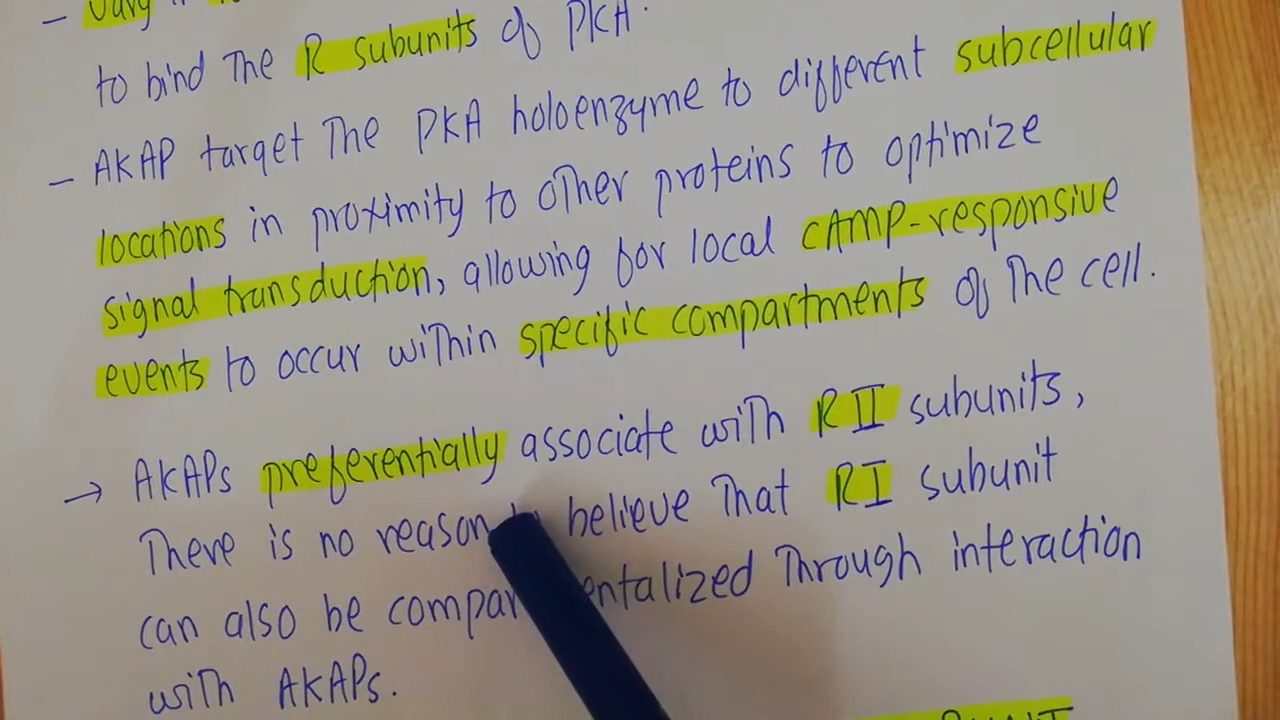 - Vary
to bind The R subunits of PKA.
- AKAP target The PKA holoenzyme to different subcellular
locations in proximity to other proteins to optimize
signal transduction, allowing for local cAMP-responsive
events to occur within specific compartments of The cell.
→ AKAPs preferentially associate with RII subunits,
There is no reason believe That RI subunit
can also be compartmentalized Through interaction
with AKAPs.